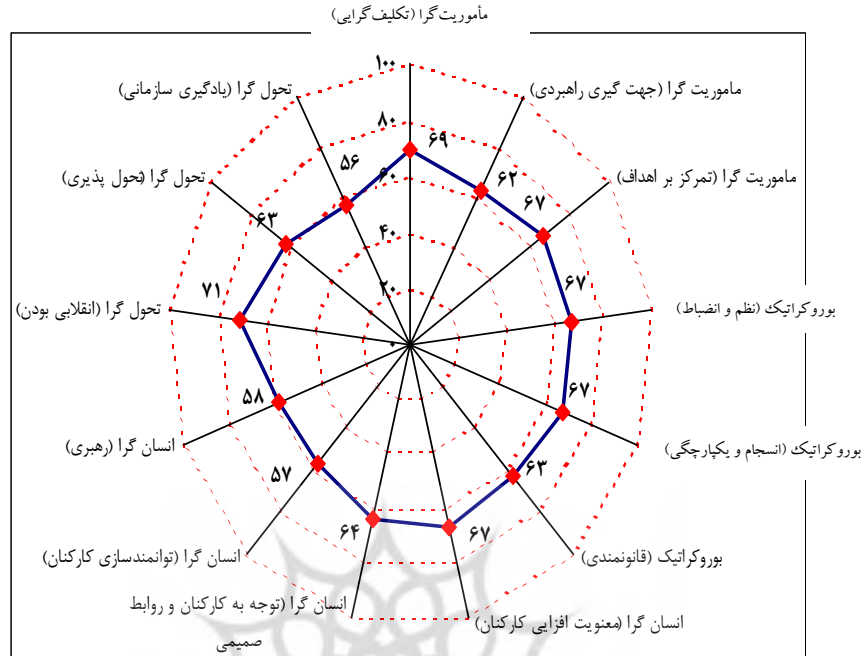 مأموریت‌گرا (تکلیف‌گرایی)
ماموریت گرا (جهت گیری راهبردی)
ماموریت گرا (تمرکز بر اهداف)
بوروکراتیک (نظم و انضباط)
بوروکراتیک (انسجام و یکپارچگی)
بوروکراتیک (قانونمندی)
انسان گرا (معنویت افزایی کارکنان)
انسان گرا (توجه به کارکنان و روابط
صمیمی
انسان گرا (توانمندسازی کارکنان)
انسان گرا (رهبری)
تحول گرا (انقلابی بودن)
تحول گرا (تحول پذیری)
تحول گرا (یادگیری سازمانی)
۱۰۰
۸۰
۶۰
۴۰
۲۰
۰
۶۹
۶۲
۶۷
۶۷
۶۷
۶۳
۶۷
۶۴
۵۷
۵۸
۷۱
۶۳
۵۶